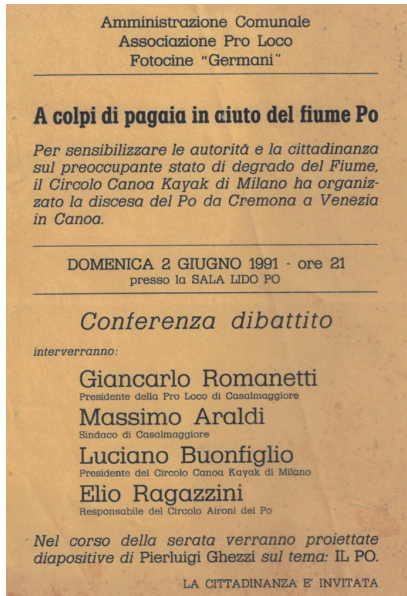 Amministrazione Comunale
Associazione Pro Loco
Fotocine "Germani"
A colpi di pagaia in aiuto del fiume Po
Per sensibilizzare le autorità e la cittadinanza
sul preoccupante stato di degrado del Fiume,
il Circolo Canoa Kayak di Milano ha organiz-
zato la discesa del Po da Cremona a Venezia
in Canoa.
DOMENICA 2 GIUGNO 1991 - ore 21
presso la SALA LIDO PO
Conferenza dibattito
interverranno:
Giancarlo Romanetti
Presidente della Pro Loco di Casalmaggiore
Massimo Araldi
Sindaco di Casalmaggiore
Luciano Buonfiglio
Presidente del Circolo Canoa Kayak di Milano
Elio Ragazzini
Responsabile del Circolo Aironi del Po
Nel corso della serata verranno proiettate
diapositive di Pierluigi Ghezzi sul tema: IL PO.
LA CITTADINANZA E' INVITATA